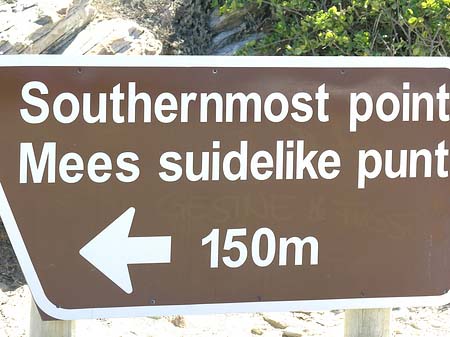 Southernmost point
Mees suidelike punt
150m